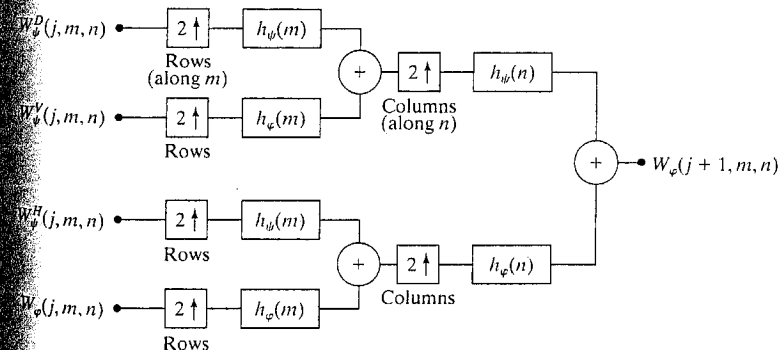 W_ψ^D(j, m, n)
2↑
h_ψ(m)
Rows
(along m)
+
2↑
h_ψ(n)
Columns
(along n)
W_ψ^V(j, m, n)
2↑
h_φ(m)
Rows
+
W_φ(j + 1, m, n)
W_ψ^H(j, m, n)
2↑
h_ψ(m)
Rows
+
2↑
h_φ(n)
Columns
W_φ(j, m, n)
2↑
h_φ(m)
Rows